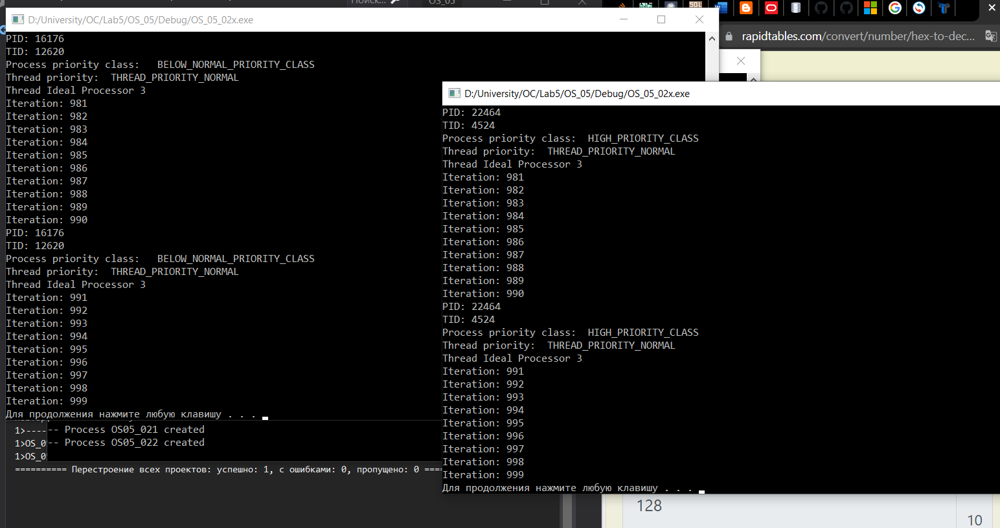 Поиск...
OS_05
D:/University/OC/Lab5/OS_05/Debug/OS_05_02x.exe
PID: 16176
TID: 12620
Process priority class:   BELOW_NORMAL_PRIORITY_CLASS
Thread priority:  THREAD_PRIORITY_NORMAL
Thread Ideal Processor 3
Iteration: 981
Iteration: 982
Iteration: 983
Iteration: 984
Iteration: 985
Iteration: 986
Iteration: 987
Iteration: 988
Iteration: 989
Iteration: 990
PID: 16176
TID: 12620
Process priority class:   BELOW_NORMAL_PRIORITY_CLASS
Thread priority:  THREAD_PRIORITY_NORMAL
Thread Ideal Processor 3
Iteration: 991
Iteration: 992
Iteration: 993
Iteration: 994
Iteration: 995
Iteration: 996
Iteration: 997
Iteration: 998
Iteration: 999
Для продолжения нажмите любую клавишу . . .
-- Process OS05_021 created
-- Process OS05_022 created
1>----
1>OS_0
1>OS_0
========== Перестроение всех проектов: успешно: 1, с ошибками: 0, пропущено: 0 ====
SQL
rapidtables.com/convert/number/hex-to-dec...
D:/University/OC/Lab5/OS_05/Debug/OS_05_02x.exe
PID: 22464
TID: 4524
Process priority class:  HIGH_PRIORITY_CLASS
Thread priority:  THREAD_PRIORITY_NORMAL
Thread Ideal Processor 3
Iteration: 981
Iteration: 982
Iteration: 983
Iteration: 984
Iteration: 985
Iteration: 986
Iteration: 987
Iteration: 988
Iteration: 989
Iteration: 990
PID: 22464
TID: 4524
Process priority class:  HIGH_PRIORITY_CLASS
Thread priority:  THREAD_PRIORITY_NORMAL
Thread Ideal Processor 3
Iteration: 991
Iteration: 992
Iteration: 993
Iteration: 994
Iteration: 995
Iteration: 996
Iteration: 997
Iteration: 998
Iteration: 999
Для продолжения нажмите любую клавишу . . .
128
10